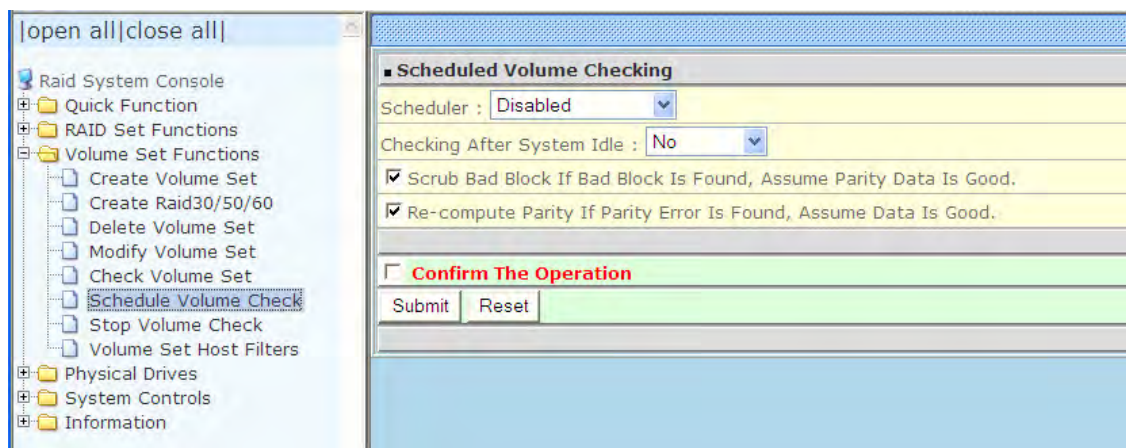 |open all|close all|
Raid System Console
Quick Function
RAID Set Functions
Volume Set Functions
Create Volume Set
Create Raid30/50/60
Delete Volume Set
Modify Volume Set
Check Volume Set
Schedule Volume Check
Stop Volume Check
Volume Set Host Filters
Physical Drives
System Controls
Information
Scheduled Volume Checking
Scheduler : Disabled
Checking After System Idle : No
Scrub Bad Block If Bad Block Is Found, Assume Parity Data Is Good.
Re-compute Parity If Parity Error Is Found, Assume Data Is Good.
Confirm The Operation
Submit Reset